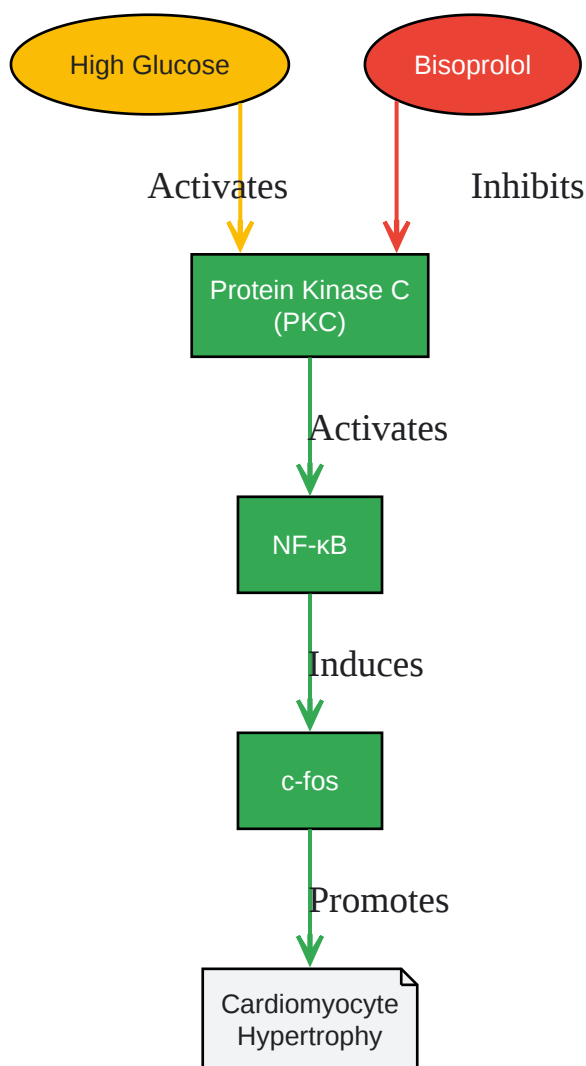 High Glucose
Bisoprolol
Activates
Inhibits
Protein Kinase C
(PKC)
Activates
NF-κB
Induces
c-fos
Promotes
Cardiomyocyte
Hypertrophy